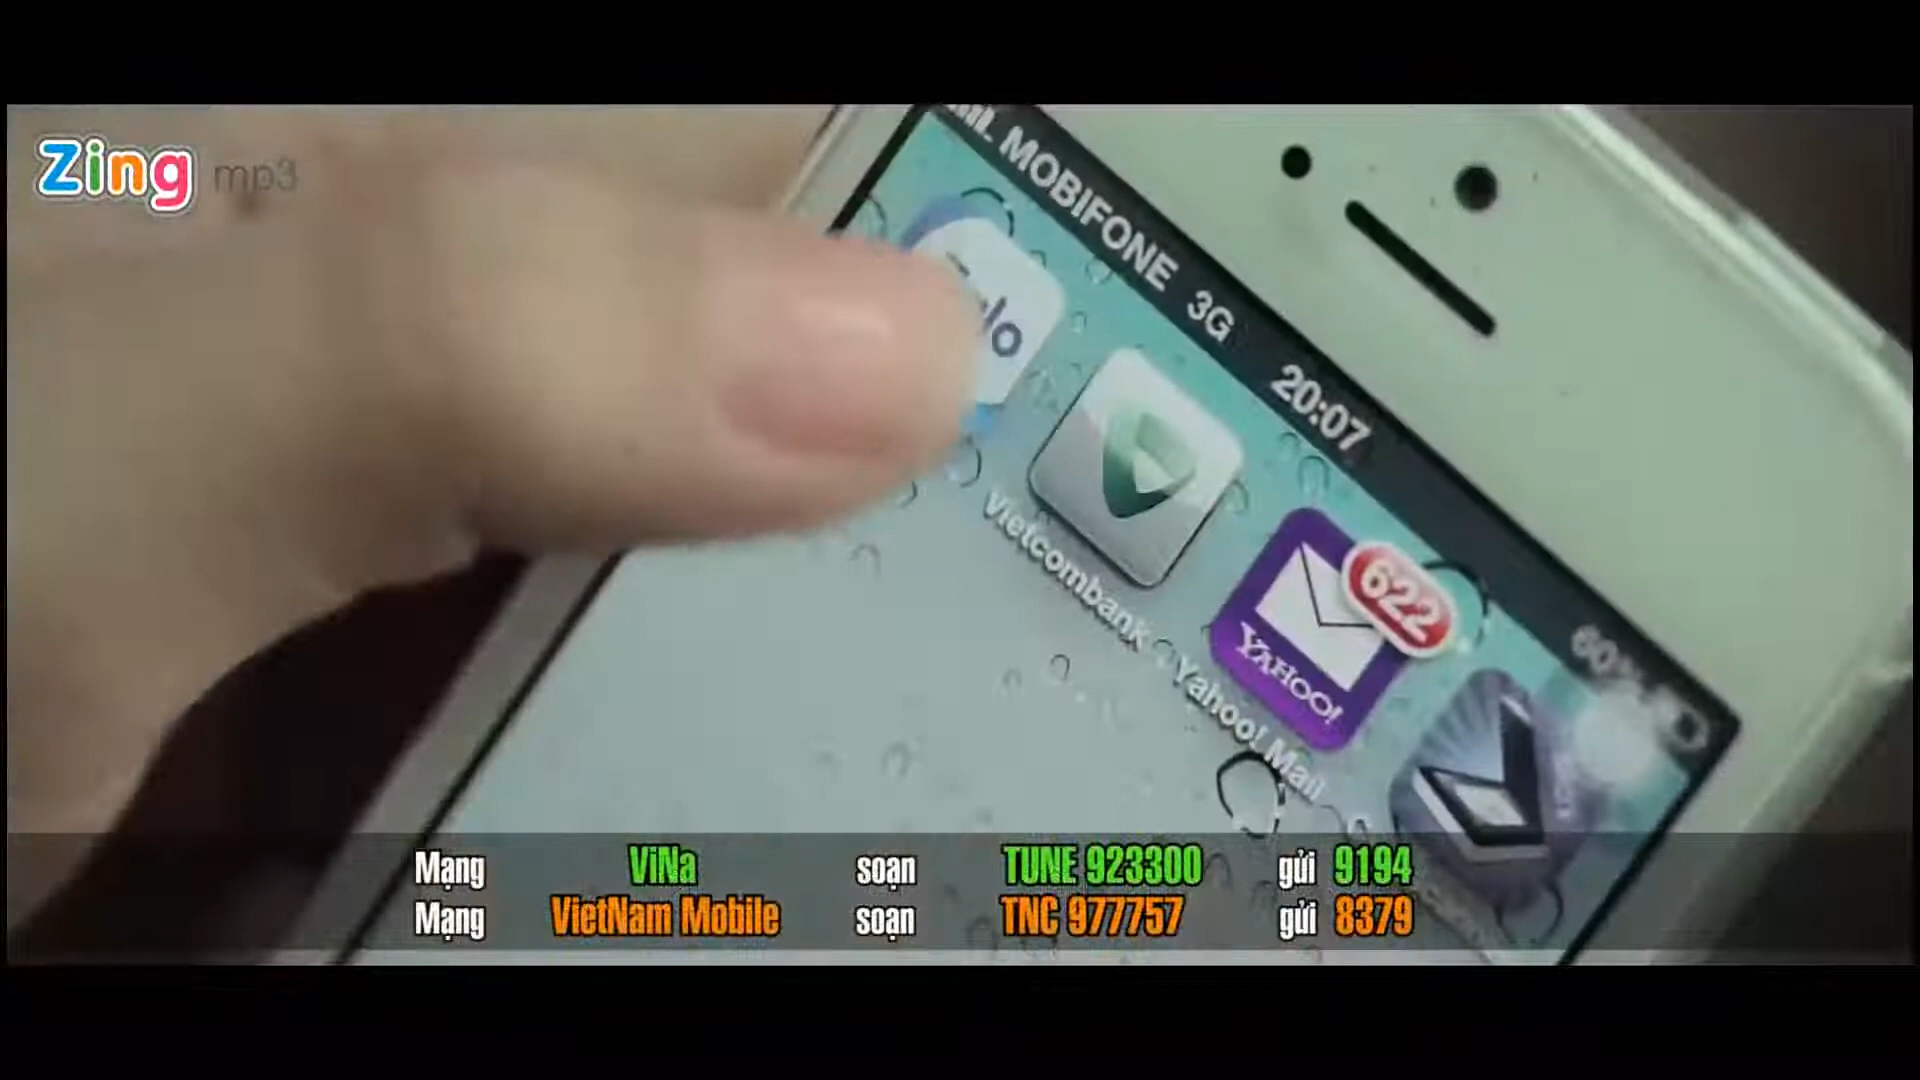 Zing mp3
MOBIFONE 3G 20:07
Vietcombank
622
YAHOO!
Yahoo! Mail
Mạng ViNa soạn TUNE 923300 gửi 9194
Mạng VietNam Mobile soạn TNC 977757 gửi 8379